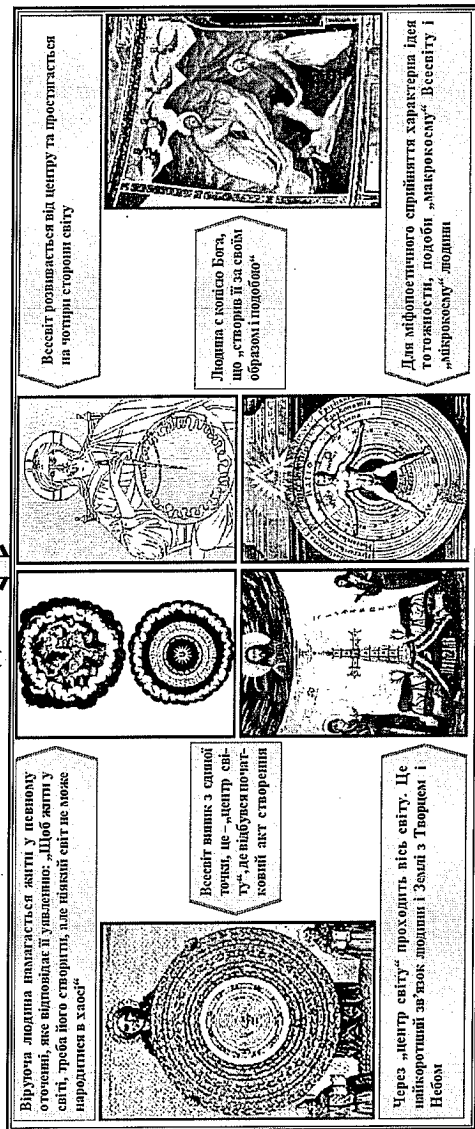 Віруюча людина намагається жити у певному
оточенні, яке відповідає її уявленню: „Щоб жити у
світі, треба його створити, але ніякий світ не може
народитися в хаосі“
Всесвіт розвивається від центру та простягається
на чотири сторони світу
Всесвіт виник з єдиної
точки, це – „центр сві-
ту“, де відбувся почат-
ковий акт створення
Людина є копією Бога,
що „створив її за своїм
образом і подобою“
Через „центр світу“ проходить вісь світу. Це
найкоротший зв'язок людини і Землі з Творцем і
Небом
Для міфопоетичного сприйняття характерна ідея
тотожности, подоби „макрокосму“ Всесвіту і
„мікрокосму“ людини